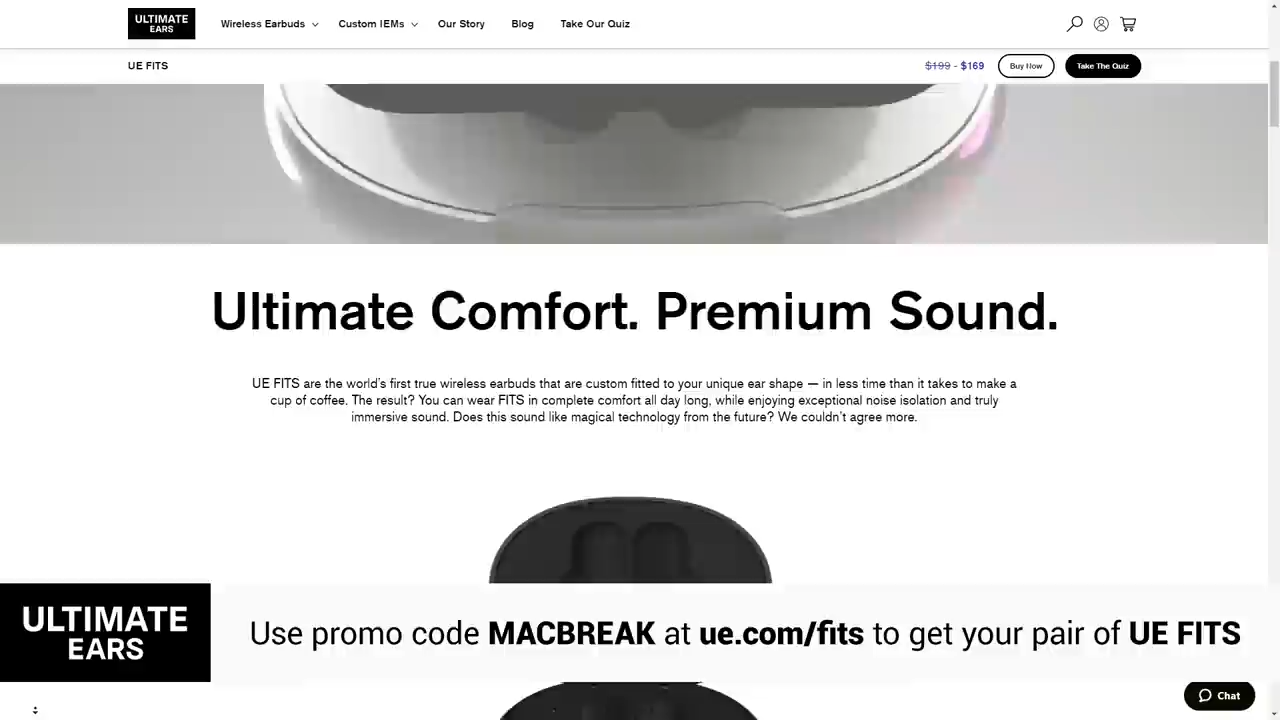 ULTIMATE
EARS
Wireless Earbuds
Custom IEMs
Our Story
Blog
Take Our Quiz
UE FITS
$199 - $169
Buy Now
Take The Quiz
Ultimate Comfort. Premium Sound.
UE FITS are the world's first true wireless earbuds that are custom fitted to your unique ear shape — in less time than it takes to make a
cup of coffee. The result? You can wear FITS in complete comfort all day long, while enjoying exceptional noise isolation and truly
immersive sound. Does this sound like magical technology from the future? We couldn't agree more.
ULTIMATE
EARS
Use promo code MACBREAK at ue.com/fits to get your pair of UE FITS
Chat